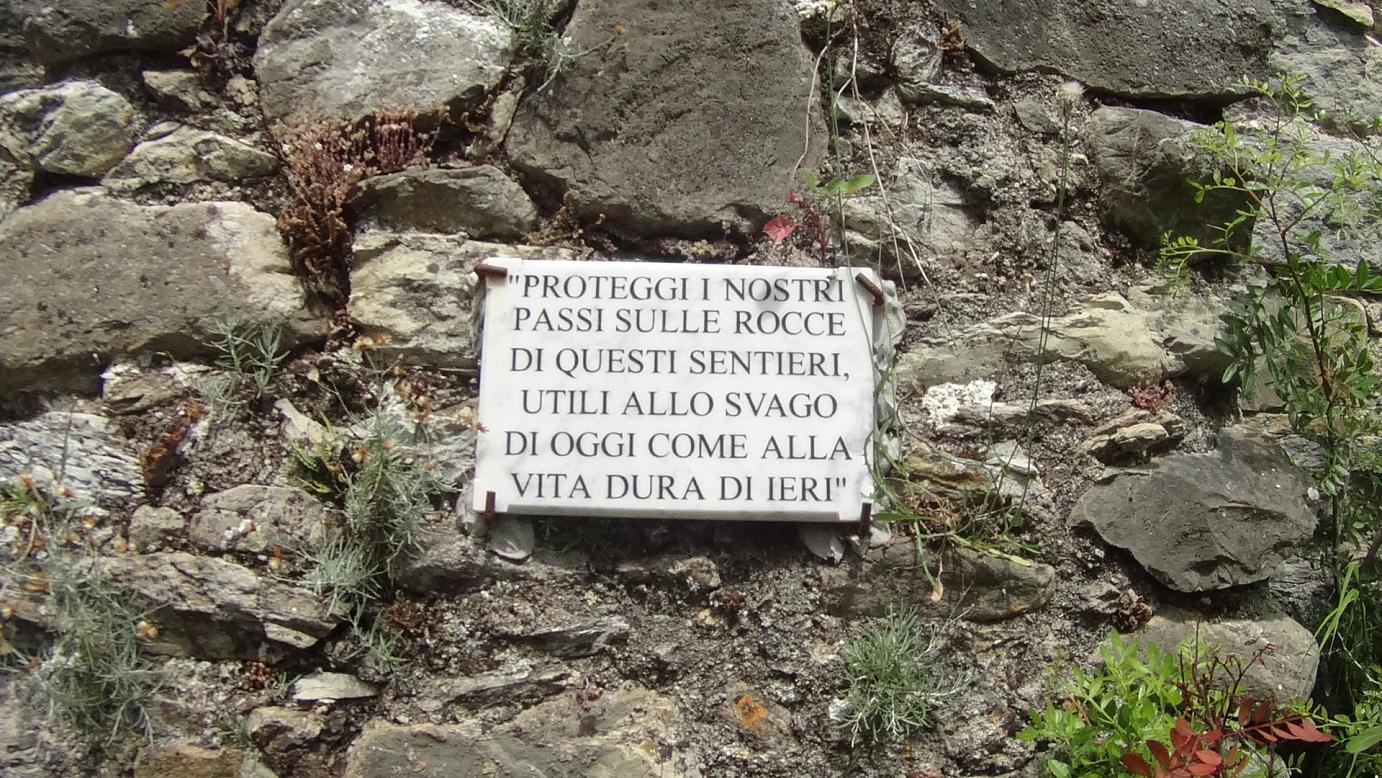 "PROTEGGI I NOSTRI
PASSI SULLE ROCCE
DI QUESTI SENTIERI,
UTILI ALLO SVAGO
DI OGGI COME ALLA
VITA DURA DI IERI"